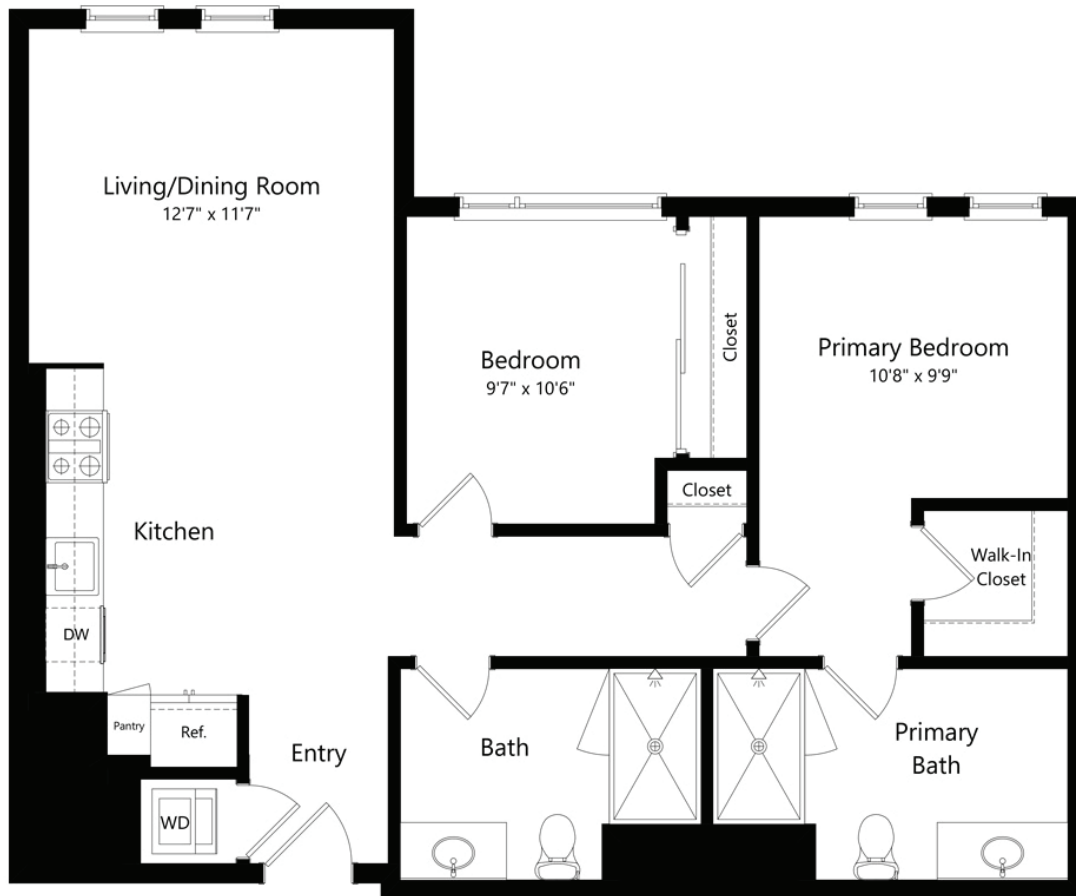 Living/Dining Room
12'7" x 11'7"
Bedroom
9'7" x 10'6"
Closet
Primary Bedroom
10'8" x 9'9"
Closet
Kitchen
Walk-In
Closet
DW
Pantry
Ref.
Entry
Bath
Primary
Bath
WD